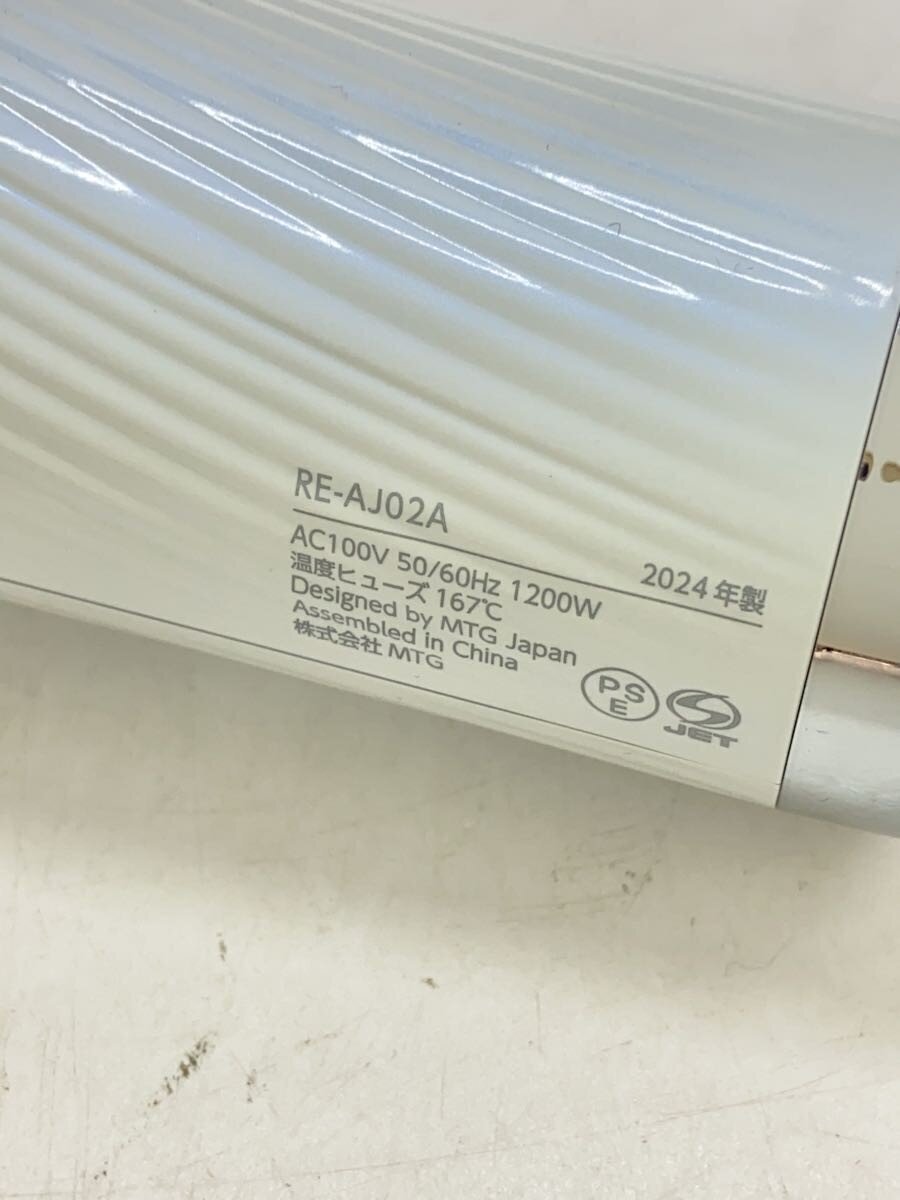 RE-AJ02A
2024年製
AC100V 50/60Hz 1200W
温度ヒューズ 167℃
Designed by MTG Japan
Assembled in China
株式会社 MTG
PS
E
JET